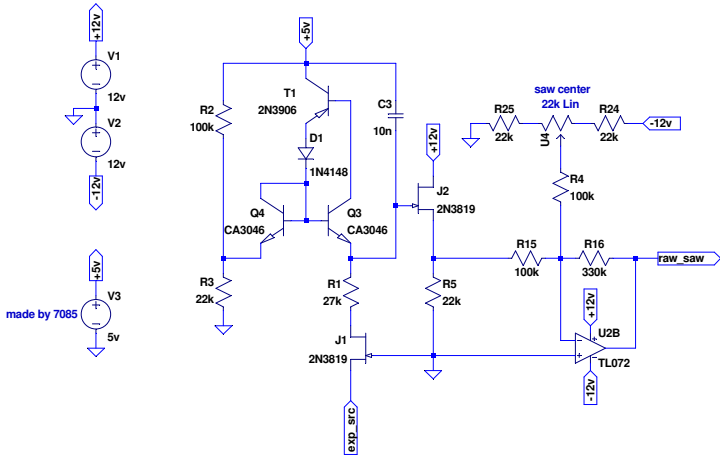 +12v
V1
12v
V2
12v
-12v
+5v
V3
made by 7085
5v
+5v
R2
100k
T1
2N3906
D1
1N4148
Q4
CA3046
Q3
CA3046
C3
10n
+12v
J2
2N3819
R3
22k
R1
27k
J1
2N3819
exp_src
R5
22k
R15
100k
saw center
22k Lin
R25
22k
U4
R24
22k
-12v
R4
100k
R16
330k
raw_saw
+12v
U2B
TL072
-12v